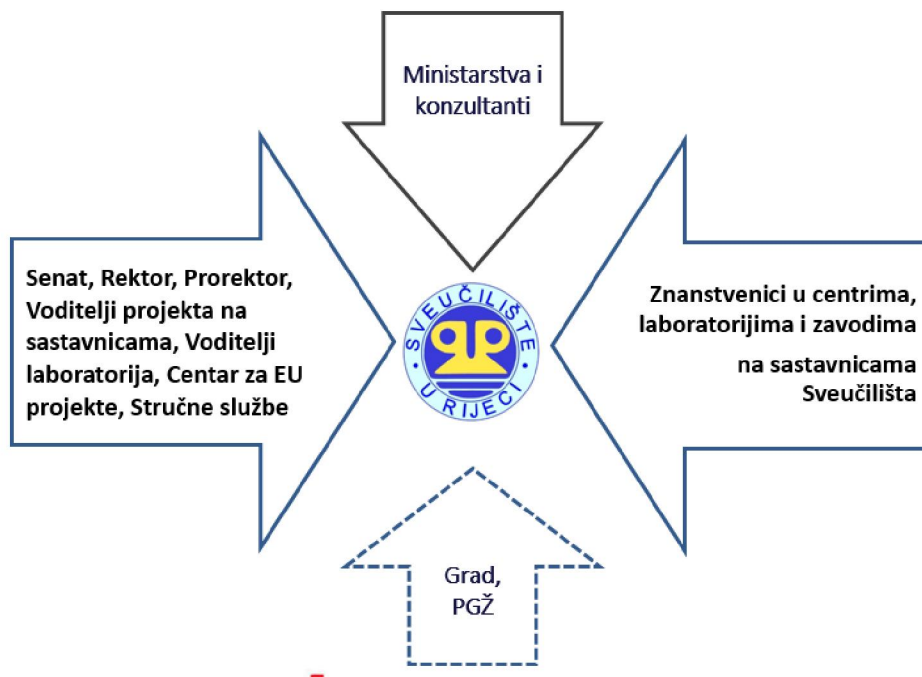 Ministarstva i
konzultanti
Senat, Rektor, Prorektor,
Voditelji projekta na
sastavnicama, Voditelji
laboratorija, Centar za EU
projekte, Stručne službe
SVEUČILIŠTE
U RIJECI
Znanstvenici u centrima,
laboratorijima i zavodima
na sastavnicama
Sveučilišta
Grad,
PGŽ